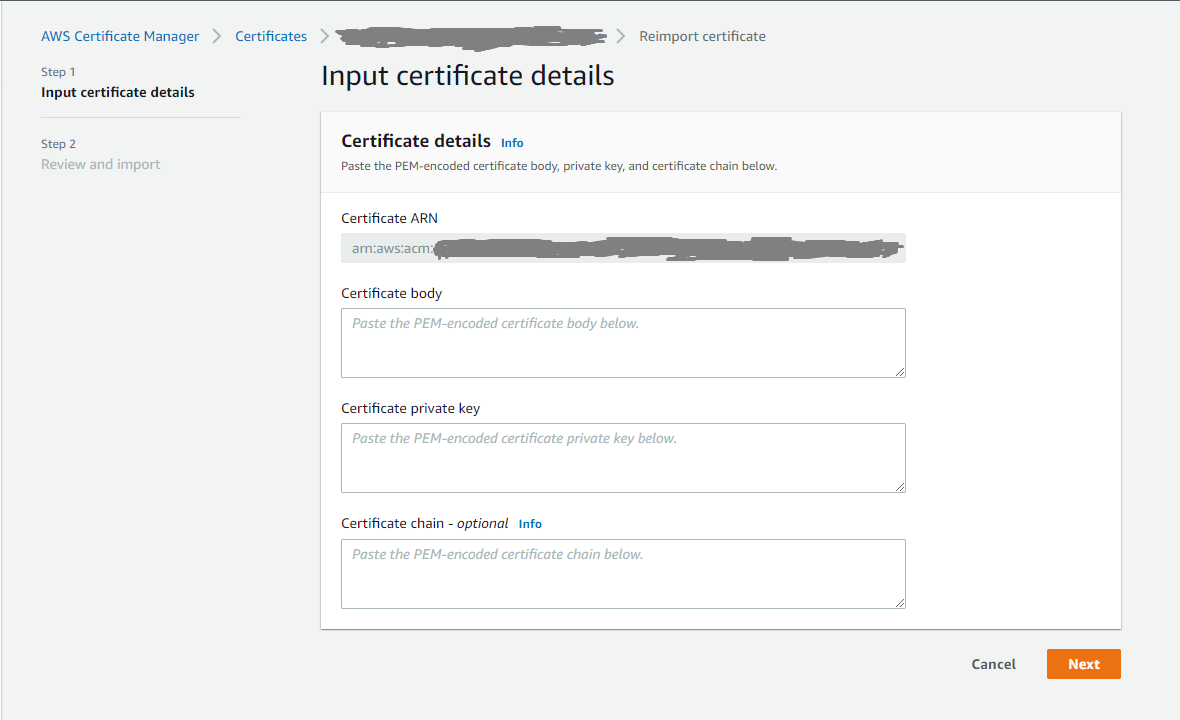 AWS Certificate Manager > Certificates > > Reimport certificate
Step 1
Input certificate details
Step 2
Review and import
Input certificate details
Certificate details Info
Paste the PEM-encoded certificate body, private key, and certificate chain below.
Certificate ARN
arn:aws:acm:
Certificate body
Paste the PEM-encoded certificate body below.
Certificate private key
Paste the PEM-encoded certificate private key below.
Certificate chain - optional Info
Paste the PEM-encoded certificate chain below.
Cancel
Next